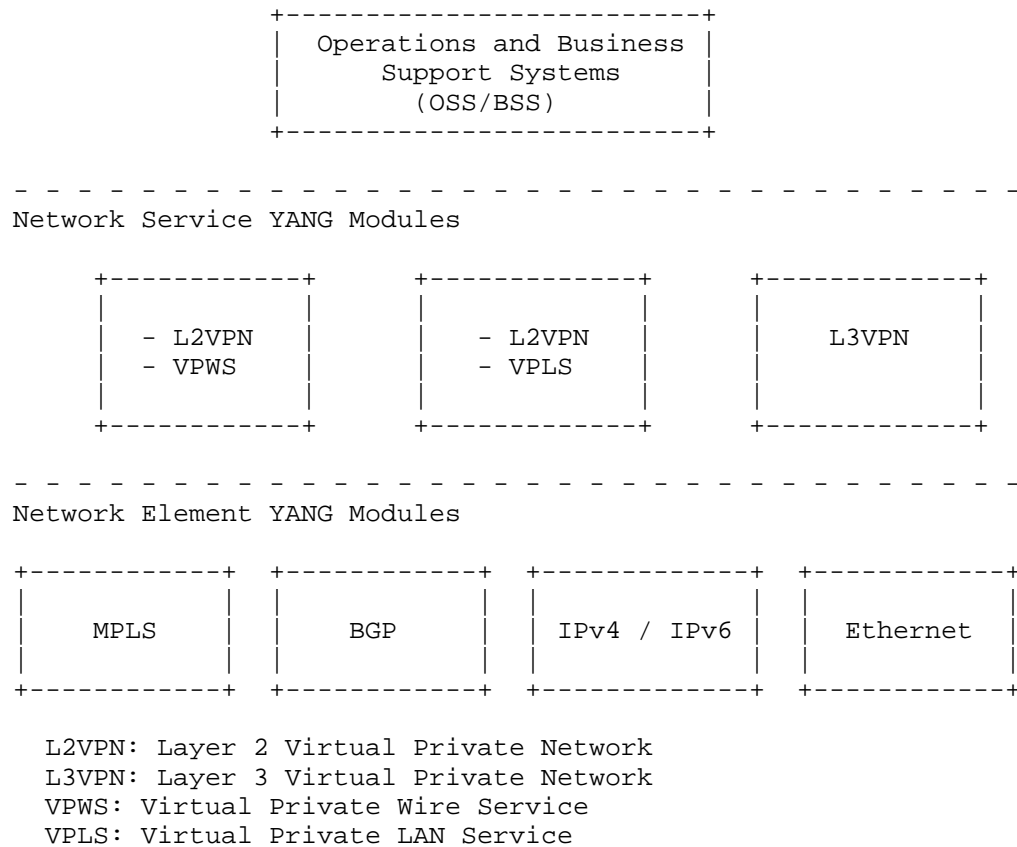 Operations and Business
Support Systems
(OSS/BSS)
Network Service YANG Modules
- L2VPN - L2VPN L3VPN
- VPWS - VPLS
Network Element YANG Modules
MPLS BGP IPv4 / IPv6 Ethernet
L2VPN: Layer 2 Virtual Private Network
L3VPN: Layer 3 Virtual Private Network
VPWS: Virtual Private Wire Service
VPLS: Virtual Private LAN Service